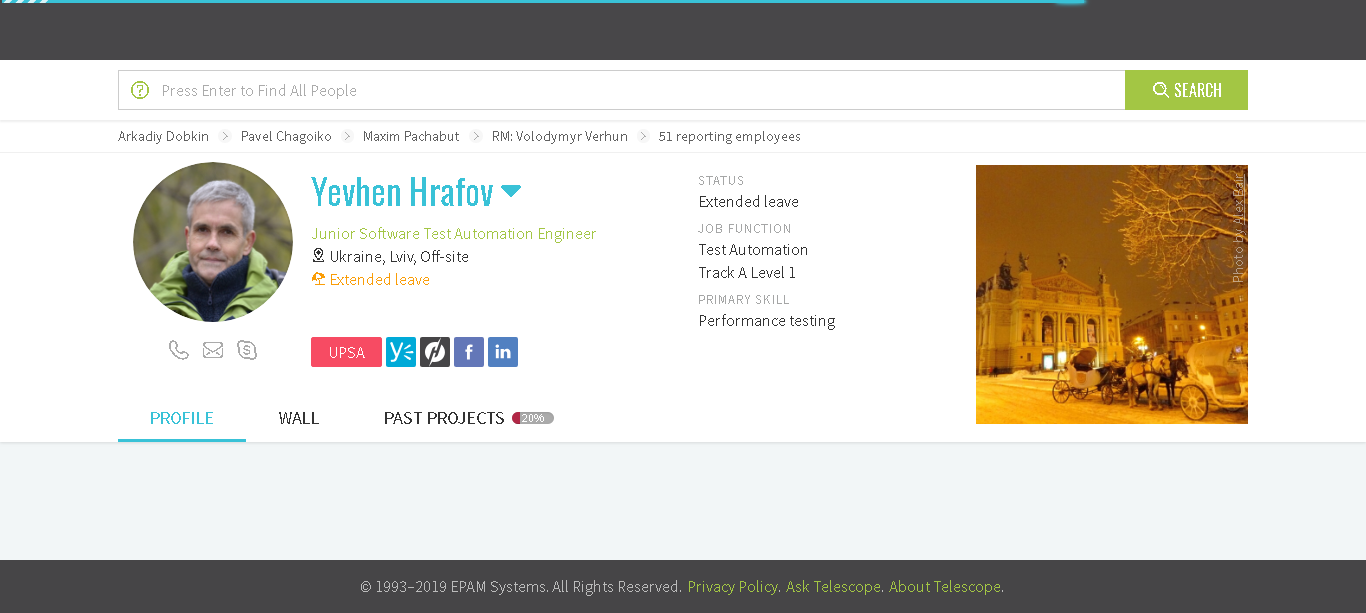 Press Enter to Find All People
SEARCH
Arkadiy Dobkin > Pavel Chagoiko > Maxim Pachabut > RM: Volodymyr Verhun > 51 reporting employees
Yevhen Hrafov
Junior Software Test Automation Engineer
Ukraine, Lviv, Off-site
Extended leave
UPSA
STATUS
Extended leave
JOB FUNCTION
Test Automation
Track A Level 1
PRIMARY SKILL
Performance testing
Photo by Alex Bair
PROFILE WALL PAST PROJECTS 20%
© 1993–2019 EPAM Systems. All Rights Reserved. Privacy Policy. Ask Telescope. About Telescope.